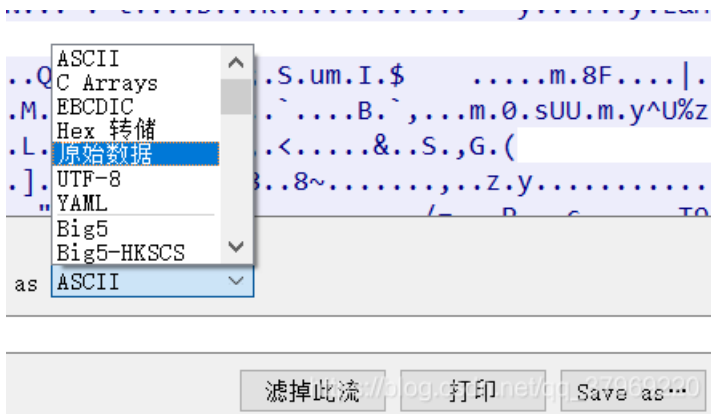 ASCII
C Arrays
EBCDIC
Hex 转储
原始数据
UTF-8
YAML
Big5
Big5-HKSCS
..Q
.S.um.I.$ .....m.8F....|.
.M.
.`....B.`,...m.0.sUU.m.y^U%z
.L.
..<.....&..S.,G.(
.].
3..8~.......,..z.y...........
as ASCII
滤掉此流
打印
Save as…